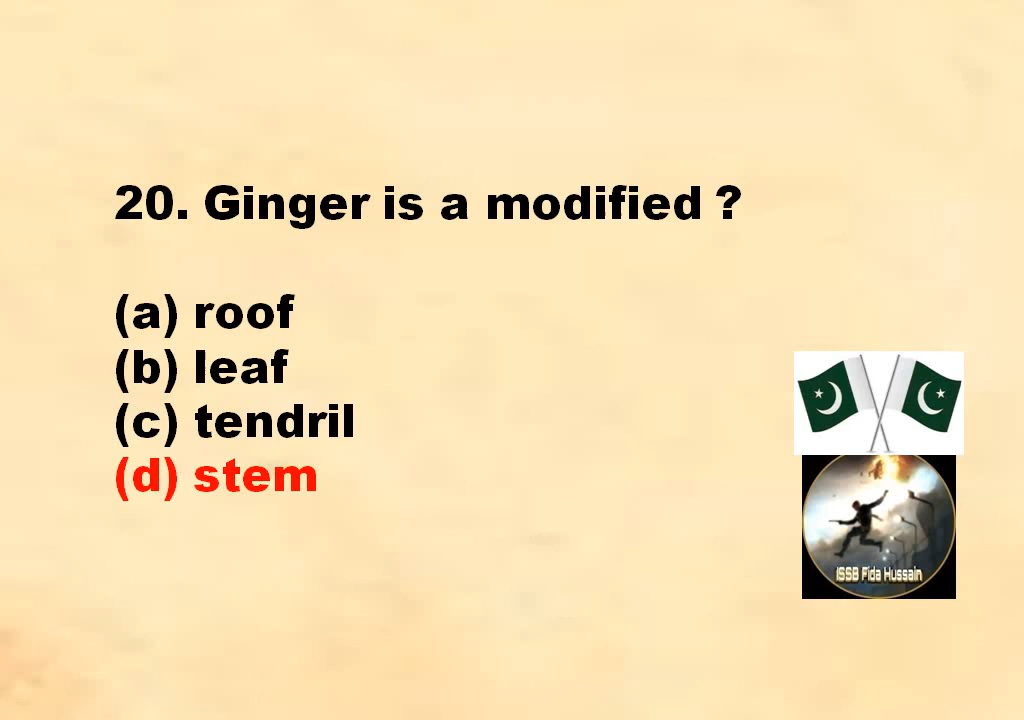 20. Ginger is a modified ?
(a) roof
(b) leaf
(c) tendril
(d) stem
ISSB Fida Hussain